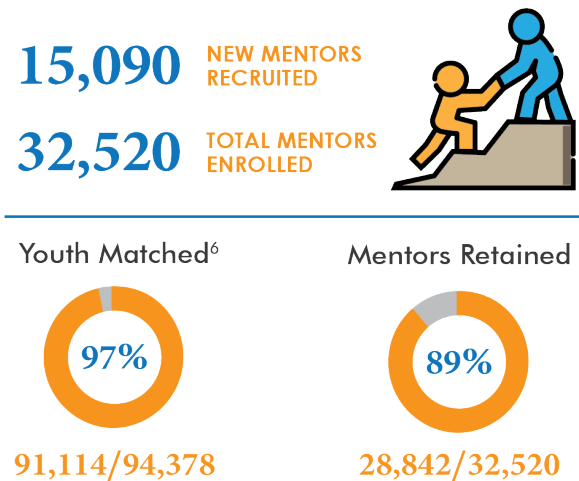 15,090
NEW MENTORS
RECRUITED
32,520
TOTAL MENTORS
ENROLLED
Youth Matched⁶
97%
91,114/94,378
Mentors Retained
89%
28,842/32,520